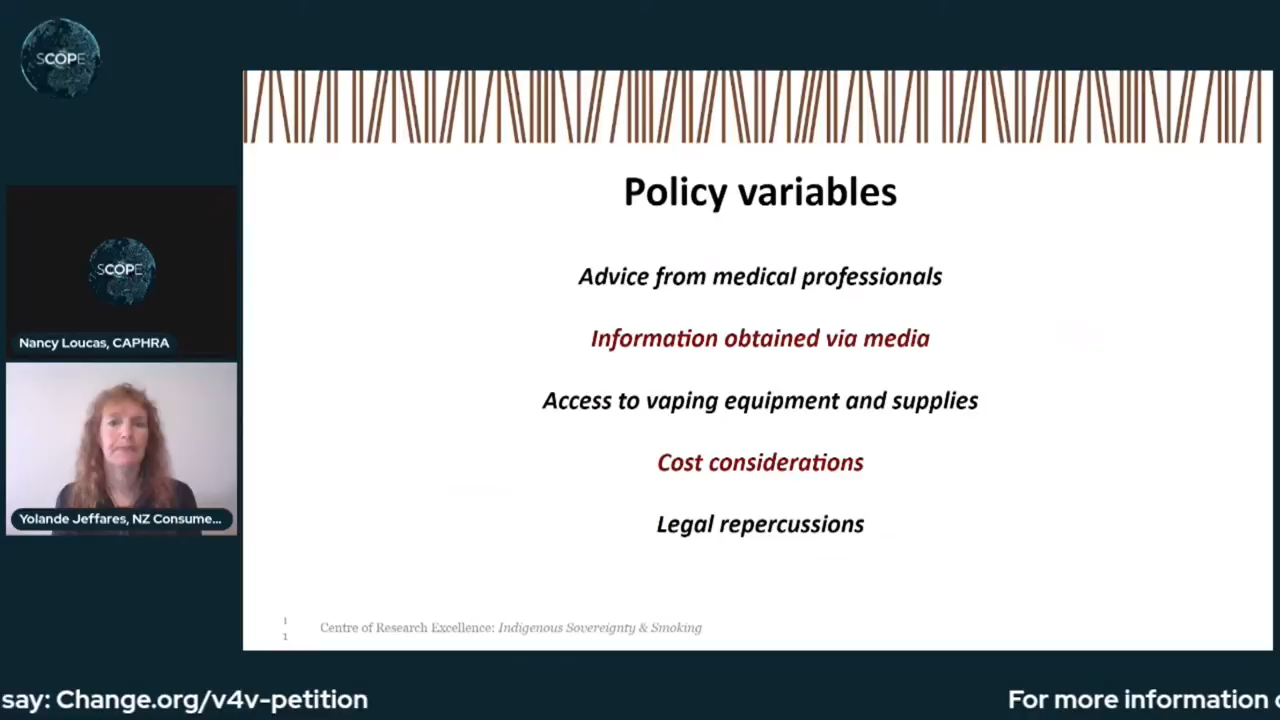 SCOPE
SCOPE
Nancy Loucas, CAPHRA
Yolande Jeffares, NZ Consume...
Policy variables
Advice from medical professionals
Information obtained via media
Access to vaping equipment and supplies
Cost considerations
Legal repercussions
1
1
Centre of Research Excellence: Indigenous Sovereignty & Smoking
say: Change.org/v4v-petition
For more information